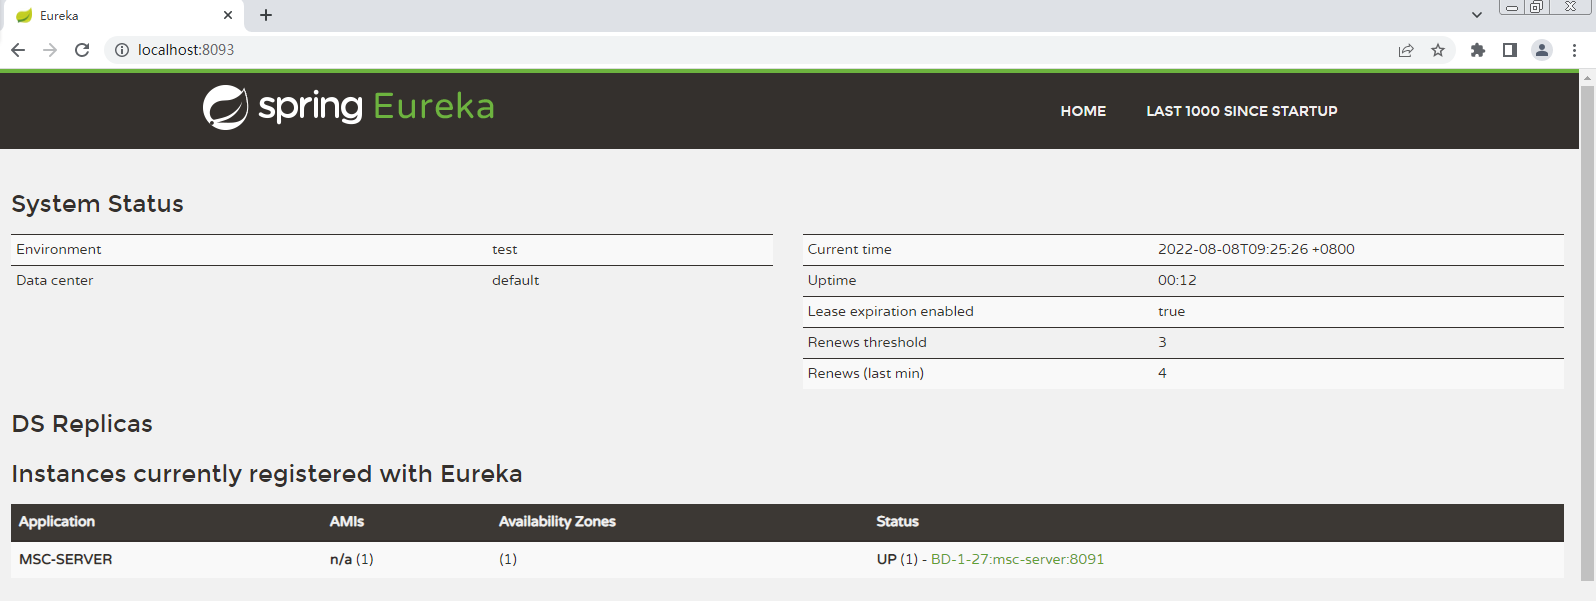 Eureka
localhost:8093
spring Eureka
HOME LAST 1000 SINCE STARTUP
System Status
Environment test
Data center default
Current time 2022-08-08T09:25:26 +0800
Uptime 00:12
Lease expiration enabled true
Renews threshold 3
Renews (last min) 4
DS Replicas
Instances currently registered with Eureka
Application AMIs Availability Zones Status
MSC-SERVER n/a (1) (1) UP (1) - BD-1-27:msc-server:8091